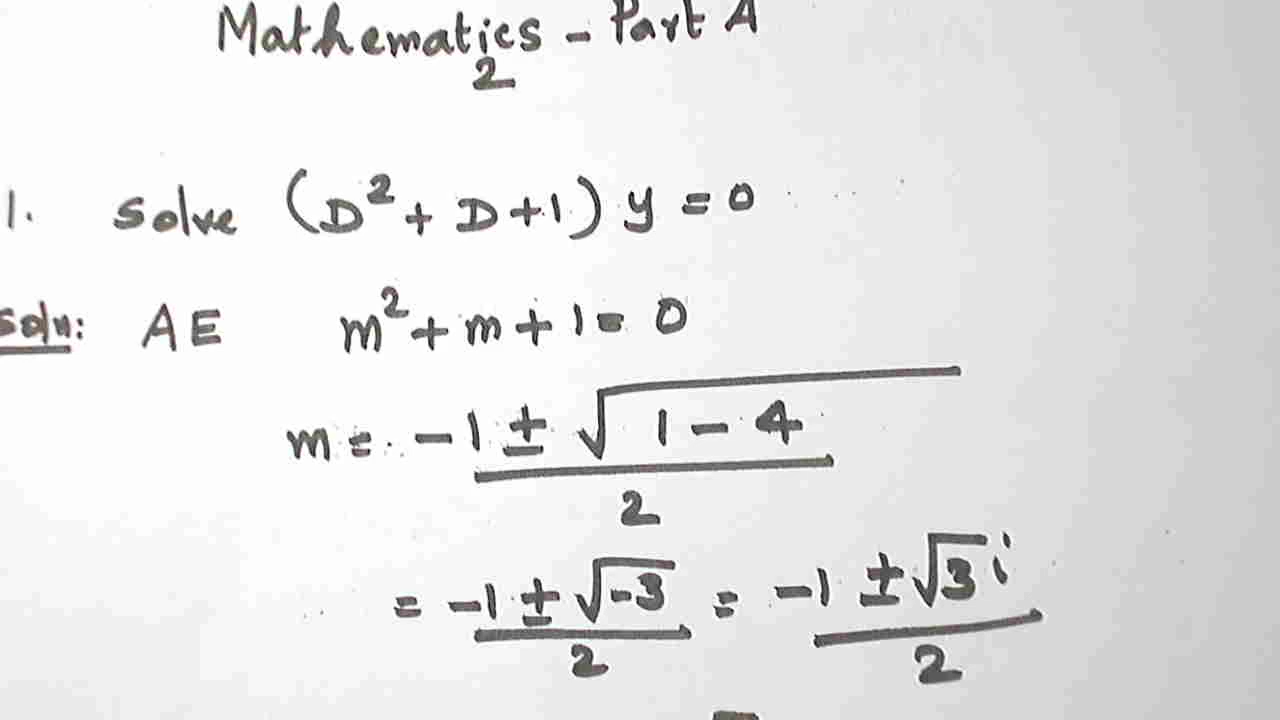 Mathematics - Part A
2
1. Solve (D² + D + 1) y = 0
Soln: AE m² + m + 1 = 0
m = -1 ± √(1 - 4) / 2
= -1 ± √-3 / 2 = -1 ± √3 i / 2